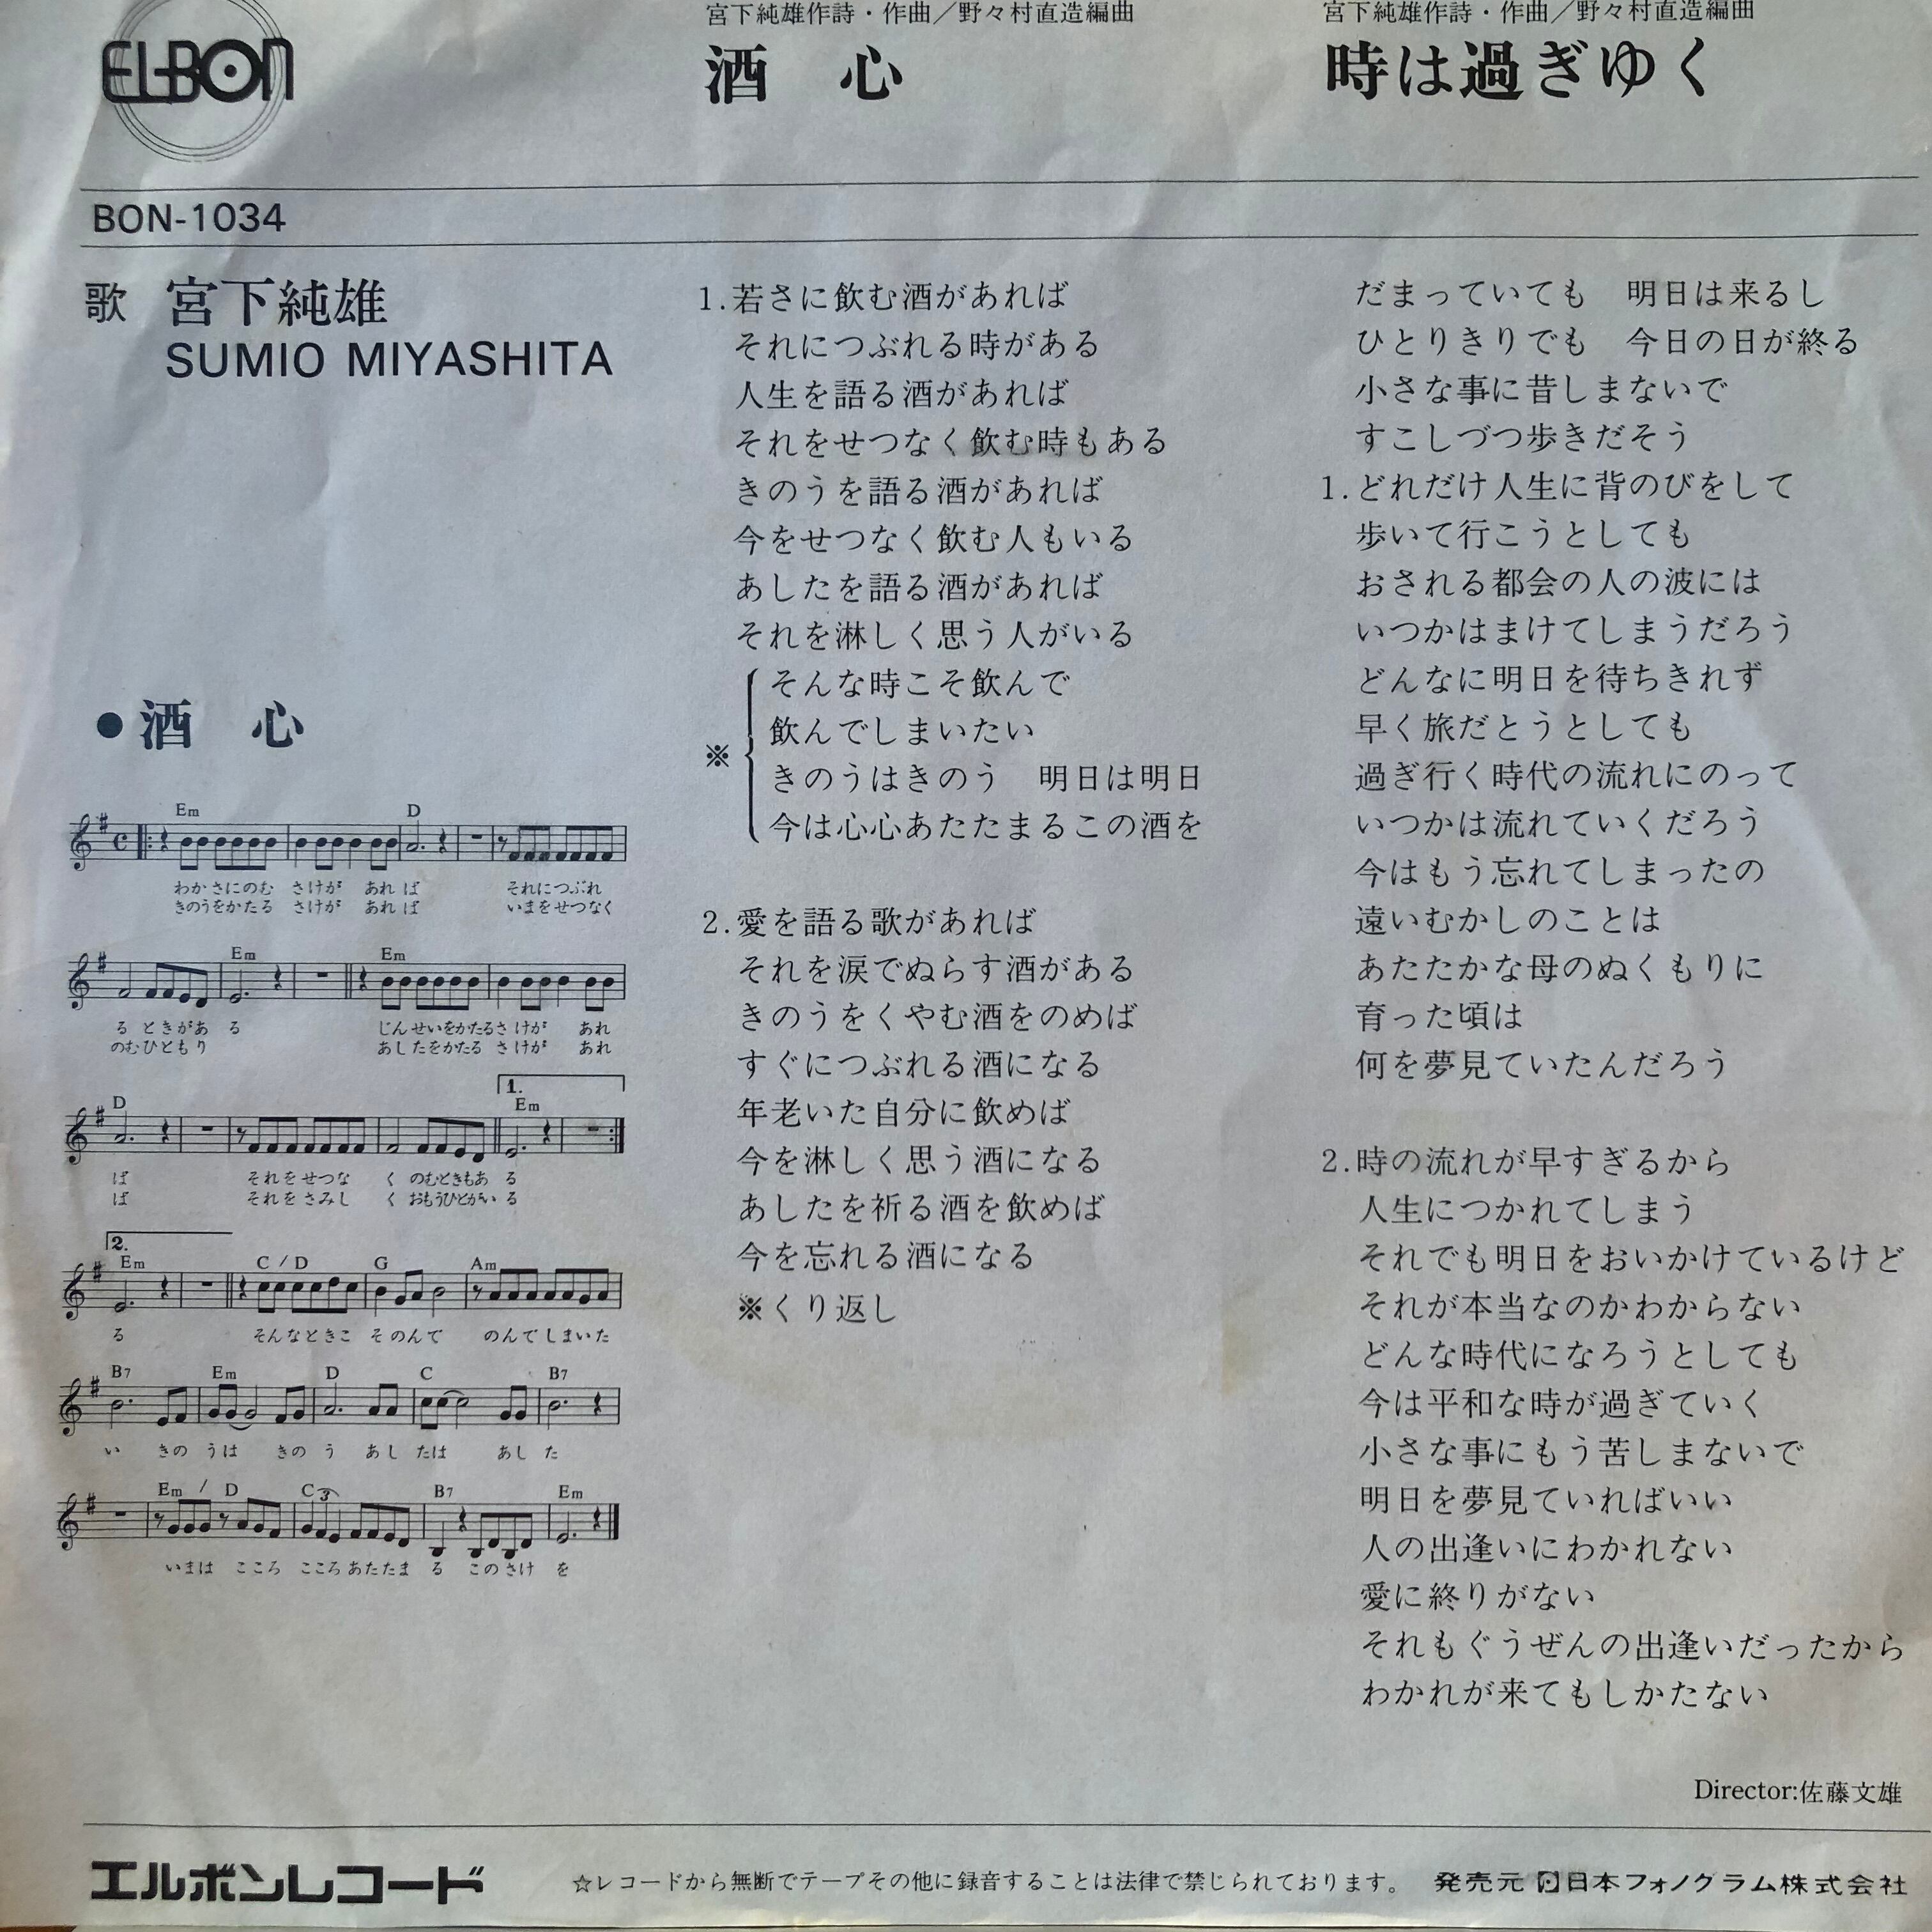 ELBON
宮下純雄作詩・作曲／野々村直造編曲
酒　心
宮下純雄作詩・作曲／野々村直造編曲
時は過ぎゆく
BON-1034
歌　宮下純雄
SUMIO MIYASHITA
●酒　心
Em D
わかさにのむ さけが あれ ば それにつぶれ
きのうをかたる さけが あれ ば いまをせつなく
Em Em
る ときがあ る じんせいをかたるさ けが あれ
のむひともり あしたをかたる さ けが あれ
1.
D Em
ば それをせつな く のむときもあ る
ば それをさみし く おもうひとがい る
2.
Em C / D G Am
る そんなときこ そ のんで のんでしまいた
B7 Em D C B7
い きの うは きの う あし たは あし た
Em / D C 3 B7 Em
いまは こころ こころあたたま る このさけ を
1.若さに飲む酒があれば
それにつぶれる時がある
人生を語る酒があれば
それをせつなく飲む時もある
きのうを語る酒があれば
今をせつなく飲む人もいる
あしたを語る酒があれば
それを淋しく思う人がいる
※
そんな時こそ飲んで
飲んでしまいたい
きのうはきのう　明日は明日
今は心心あたたまるこの酒を
2.愛を語る歌があれば
それを涙でぬらす酒がある
きのうをくやむ酒をのめば
すぐにつぶれる酒になる
年老いた自分に飲めば
今を淋しく思う酒になる
あしたを祈る酒を飲めば
今を忘れる酒になる
※くり返し
だまっていても　明日は来るし
ひとりきりでも　今日の日が終る
小さな事に昔しまないで
すこしづつ歩きだそう
1.どれだけ人生に背のびをして
歩いて行こうとしても
おされる都会の人の波には
いつかはまけてしまうだろう
どんなに明日を待ちきれず
早く旅だとうとしても
過ぎ行く時代の流れにのって
いつかは流れていくだろう
今はもう忘れてしまったの
遠いむかしのことは
あたたかな母のぬくもりに
育った頃は
何を夢見ていたんだろう
2.時の流れが早すぎるから
人生につかれてしまう
それでも明日をおいかけているけど
それが本当なのかわからない
どんな時代になろうとしても
今は平和な時が過ぎていく
小さな事にもう苦しまないで
明日を夢見ていればいい
人の出逢いにわかれない
愛に終りがない
それもぐうぜんの出逢いだったから
わかれが来てもしかたない
Director:佐藤文雄
エルボンレコード
☆レコードから無断でテープその他に録音することは法律で禁じられております。
発売元 日本フォノグラム株式会社